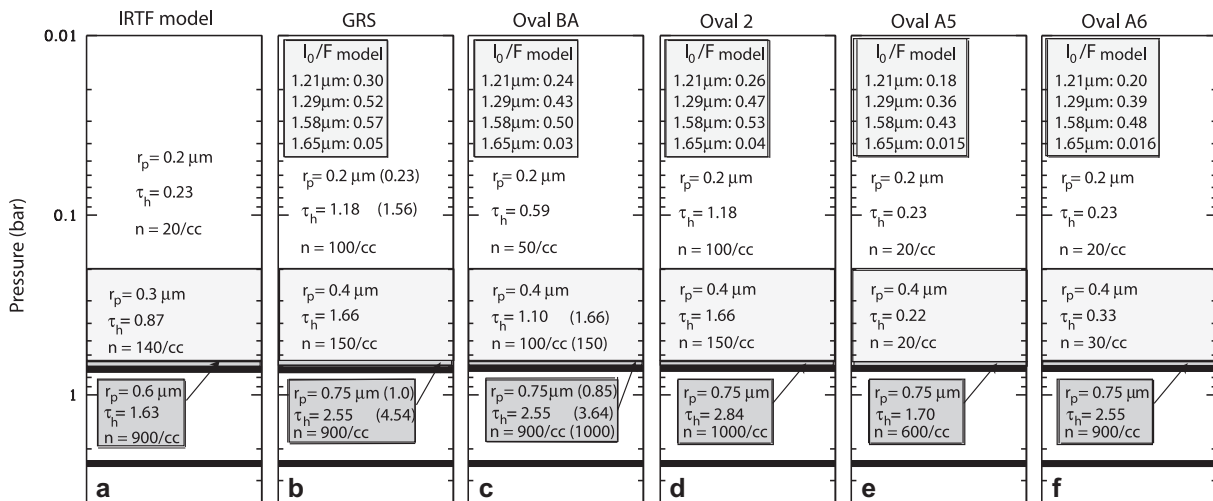 IRTF model
GRS
Oval BA
Oval 2
Oval A5
Oval A6
Pressure (bar)
0.01
0.1
1
rp = 0.2 μm
τh = 0.23
n = 20/cc
rp = 0.3 μm
τh = 0.87
n = 140/cc
rp = 0.6 μm
τh = 1.63
n = 900/cc
a
I0/F model
1.21μm: 0.30
1.29μm: 0.52
1.58μm: 0.57
1.65μm: 0.05
rp = 0.2 μm (0.23)
τh = 1.18 (1.56)
n = 100/cc
rp = 0.4 μm
τh = 1.66
n = 150/cc
rp = 0.75 μm (1.0)
τh = 2.55 (4.54)
n = 900/cc
b
I0/F model
1.21μm: 0.24
1.29μm: 0.43
1.58μm: 0.50
1.65μm: 0.03
rp = 0.2 μm
τh = 0.59
n = 50/cc
rp = 0.4 μm
τh = 1.10 (1.66)
n = 100/cc (150)
rp = 0.75μm (0.85)
τh = 2.55 (3.64)
n = 900/cc (1000)
c
I0/F model
1.21μm: 0.26
1.29μm: 0.47
1.58μm: 0.53
1.65μm: 0.04
rp = 0.2 μm
τh = 1.18
n = 100/cc
rp = 0.4 μm
τh = 1.66
n = 150/cc
rp = 0.75 μm
τh = 2.84
n = 1000/cc
d
I0/F model
1.21μm: 0.18
1.29μm: 0.36
1.58μm: 0.43
1.65μm: 0.015
rp = 0.2 μm
τh = 0.23
n = 20/cc
rp = 0.4 μm
τh = 0.22
n = 20/cc
rp = 0.75 μm
τh = 1.70
n = 600/cc
e
I0/F model
1.21μm: 0.20
1.29μm: 0.39
1.58μm: 0.48
1.65μm: 0.016
rp = 0.2 μm
τh = 0.23
n = 20/cc
rp = 0.4 μm
τh = 0.33
n = 30/cc
rp = 0.75 μm
τh = 2.55
n = 900/cc
f